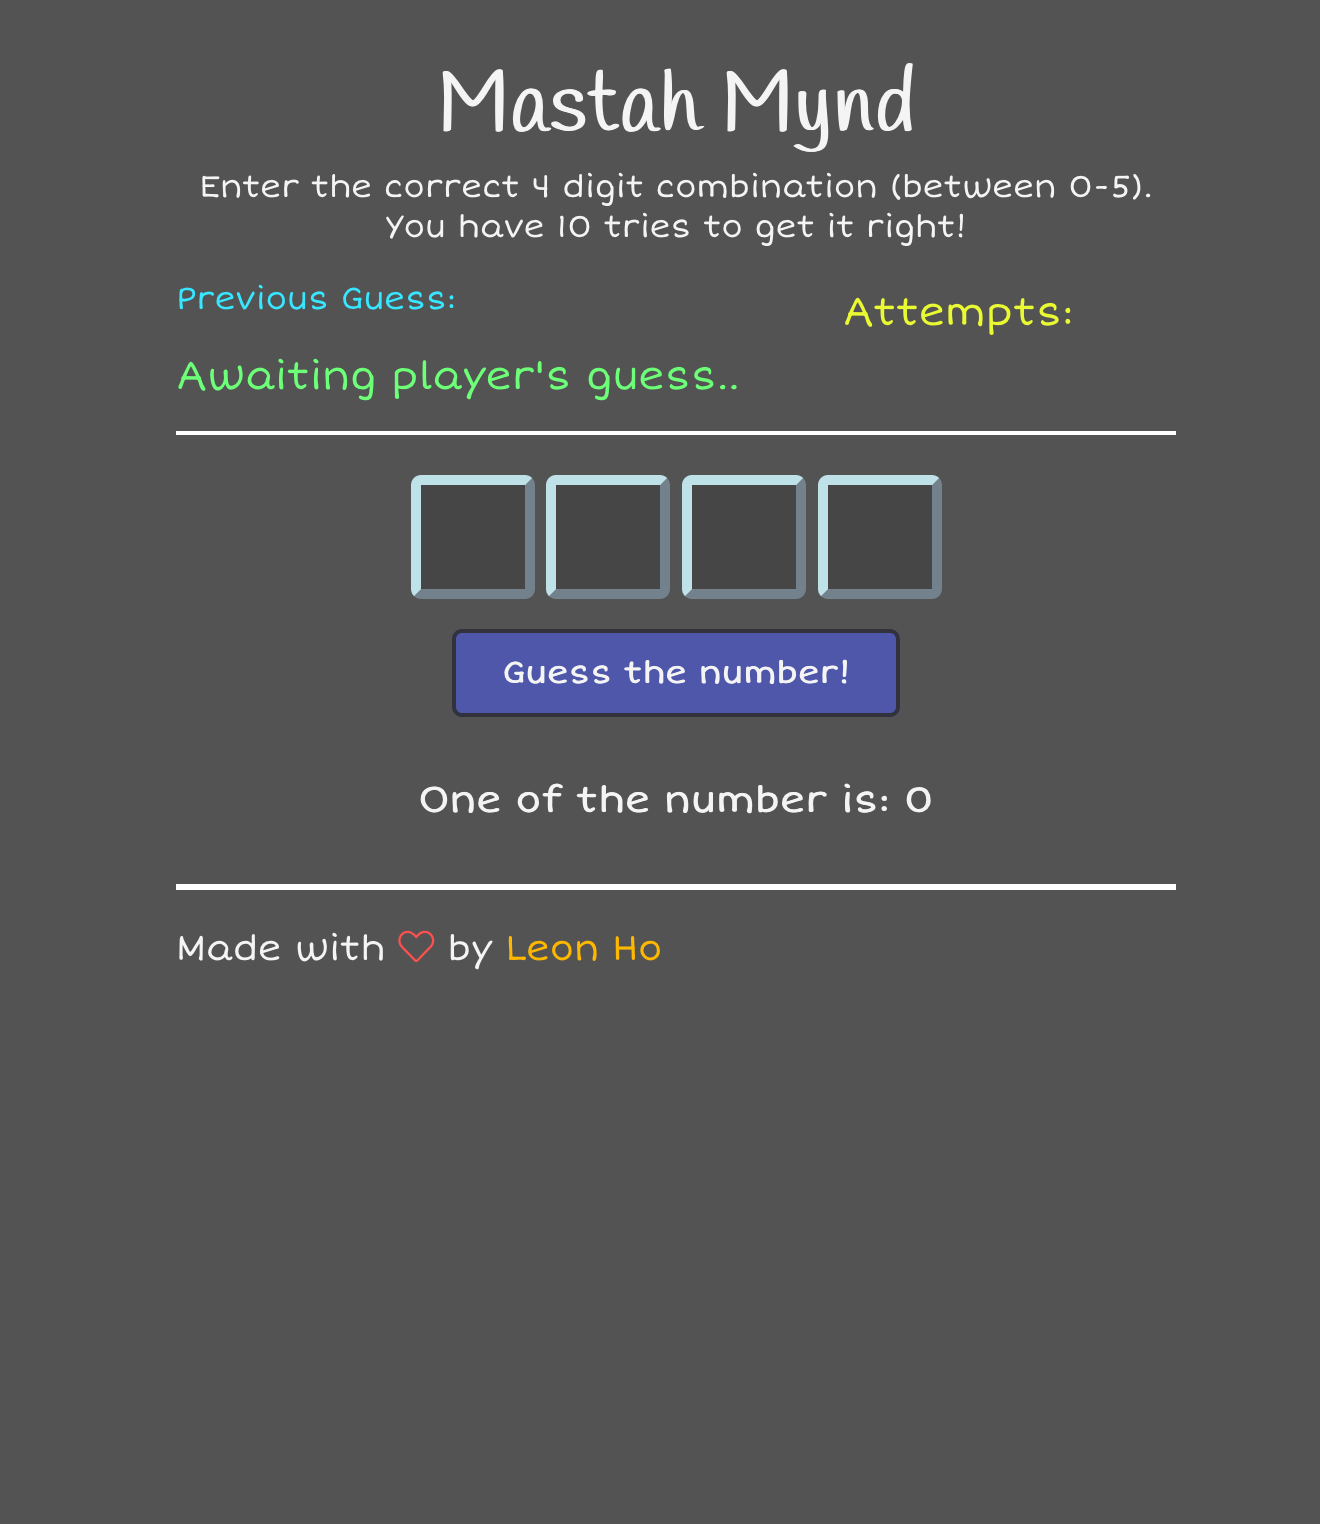 Mastah Mynd
Enter the correct 4 digit combination (between 0-5).
You have 10 tries to get it right!
Previous Guess:
Attempts:
Awaiting player's guess..
Guess the number!
One of the number is: 0
Made with ♡ by Leon Ho